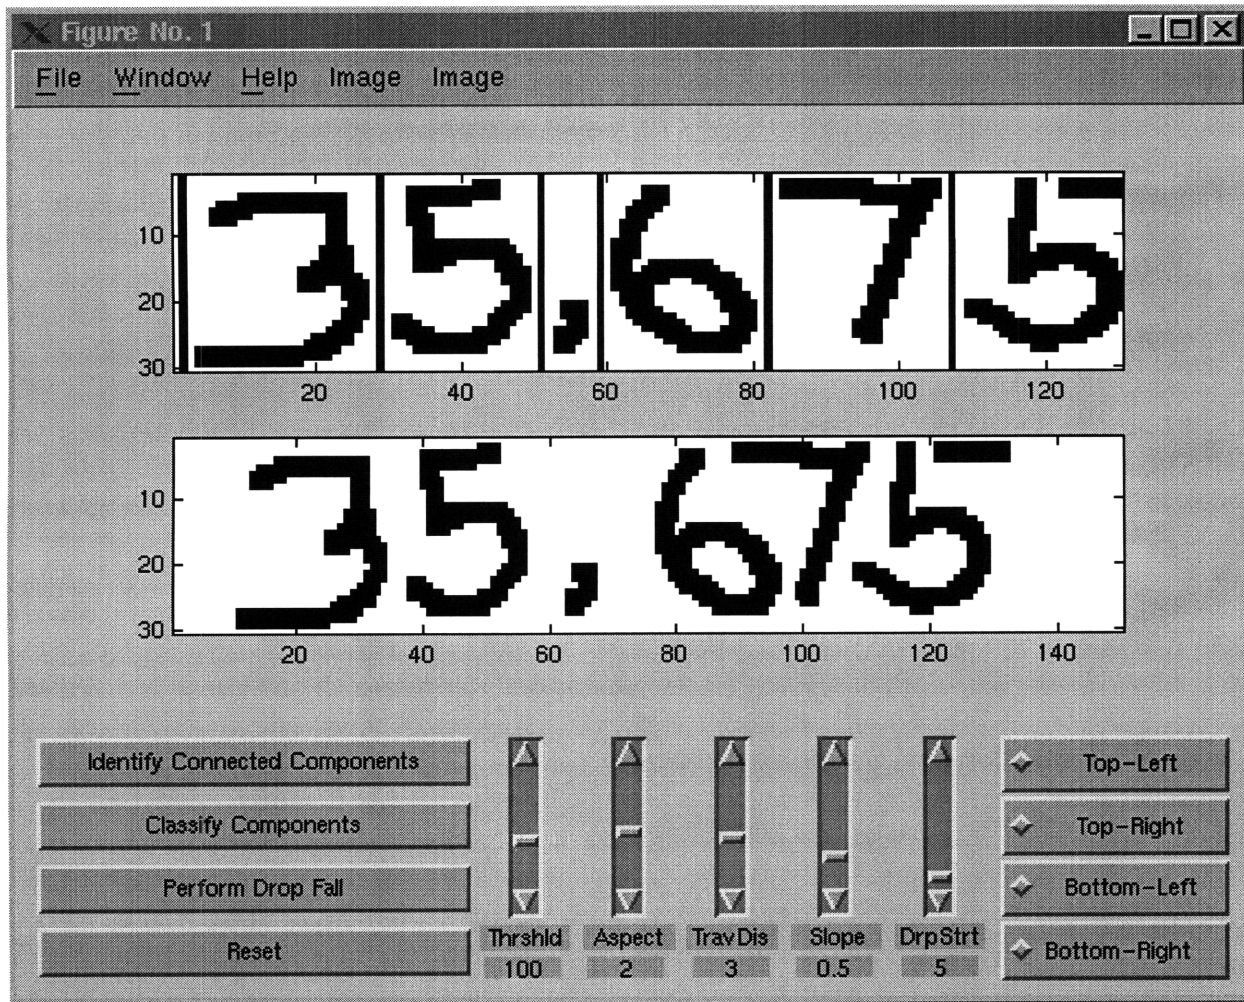 Figure No. 1
File Window Help Image Image
35,675
10
20
30
20 40 60 80 100 120
35,675
10
20
30
20 40 60 80 100 120 140
Identify Connected Components
Classify Components
Perform Drop Fall
Reset
Thrshld Aspect TravDis Slope DrpStrt
100 2 3 0.5 5
Top-Left
Top-Right
Bottom-Left
Bottom-Right